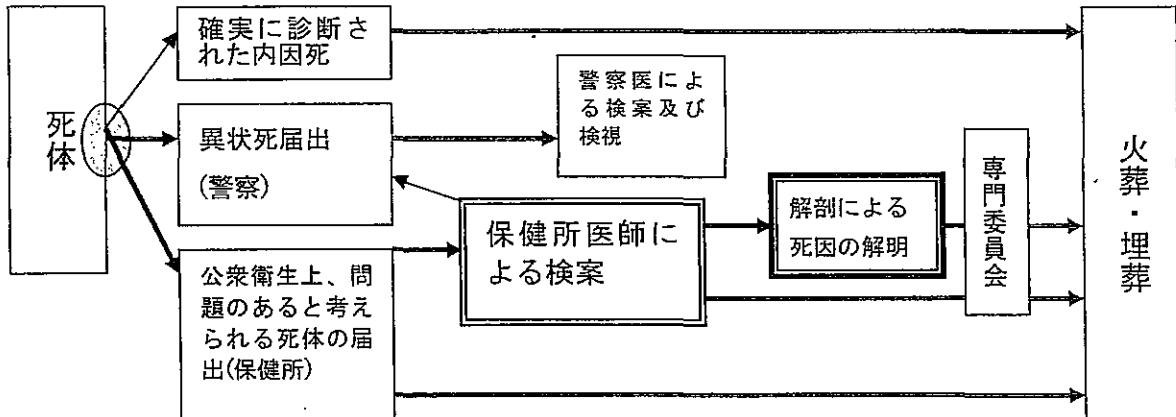 死体
確実に診断さ
れた内因死
異状死届出
(警察)
公衆衛生上、問
題のあると考え
られる死体の届
出(保健所)
警察医によ
る検案及び
検視
保健所医師に
よる検案
解剖による
死因の解明
専門委員会
火葬・埋葬